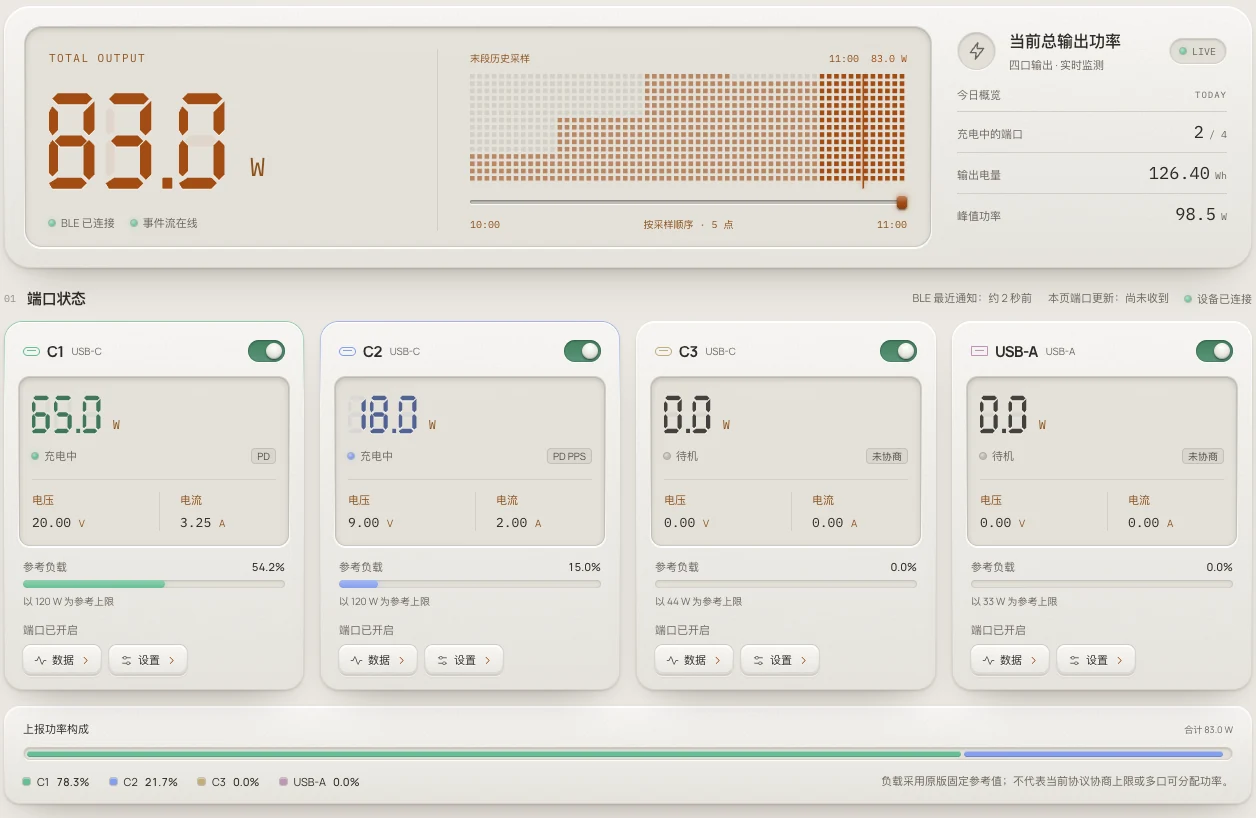 TOTAL OUTPUT
83.0 W
BLE 已连接 事件流在线
末段历史采样 11:00 83.0 W
10:00 按采样顺序 · 5 点 11:00
当前总输出功率 LIVE
四口输出 · 实时监测
今日概览 TODAY
充电中的端口 2 / 4
输出电量 126.40 Wh
峰值功率 98.5 W
01 端口状态 BLE 最近通知：约 2 秒前 本页端口更新：尚未收到 设备已连接
C1 USB-C
65.0 W
充电中 PD
电压 电流
20.00 V 3.25 A
参考负载 54.2%
以 120 W 为参考上限
端口已开启
数据 设置
C2 USB-C
18.0 W
充电中 PD PPS
电压 电流
9.00 V 2.00 A
参考负载 15.0%
以 120 W 为参考上限
端口已开启
数据 设置
C3 USB-C
0.0 W
待机 未协商
电压 电流
0.00 V 0.00 A
参考负载 0.0%
以 44 W 为参考上限
端口已开启
数据 设置
USB-A USB-A
0.0 W
待机 未协商
电压 电流
0.00 V 0.00 A
参考负载 0.0%
以 33 W 为参考上限
端口已开启
数据 设置
上报功率构成 合计 83.0 W
C1 78.3% C2 21.7% C3 0.0% USB-A 0.0% 负载采用原版固定参考值；不代表当前协议协商上限或多口可分配功率。